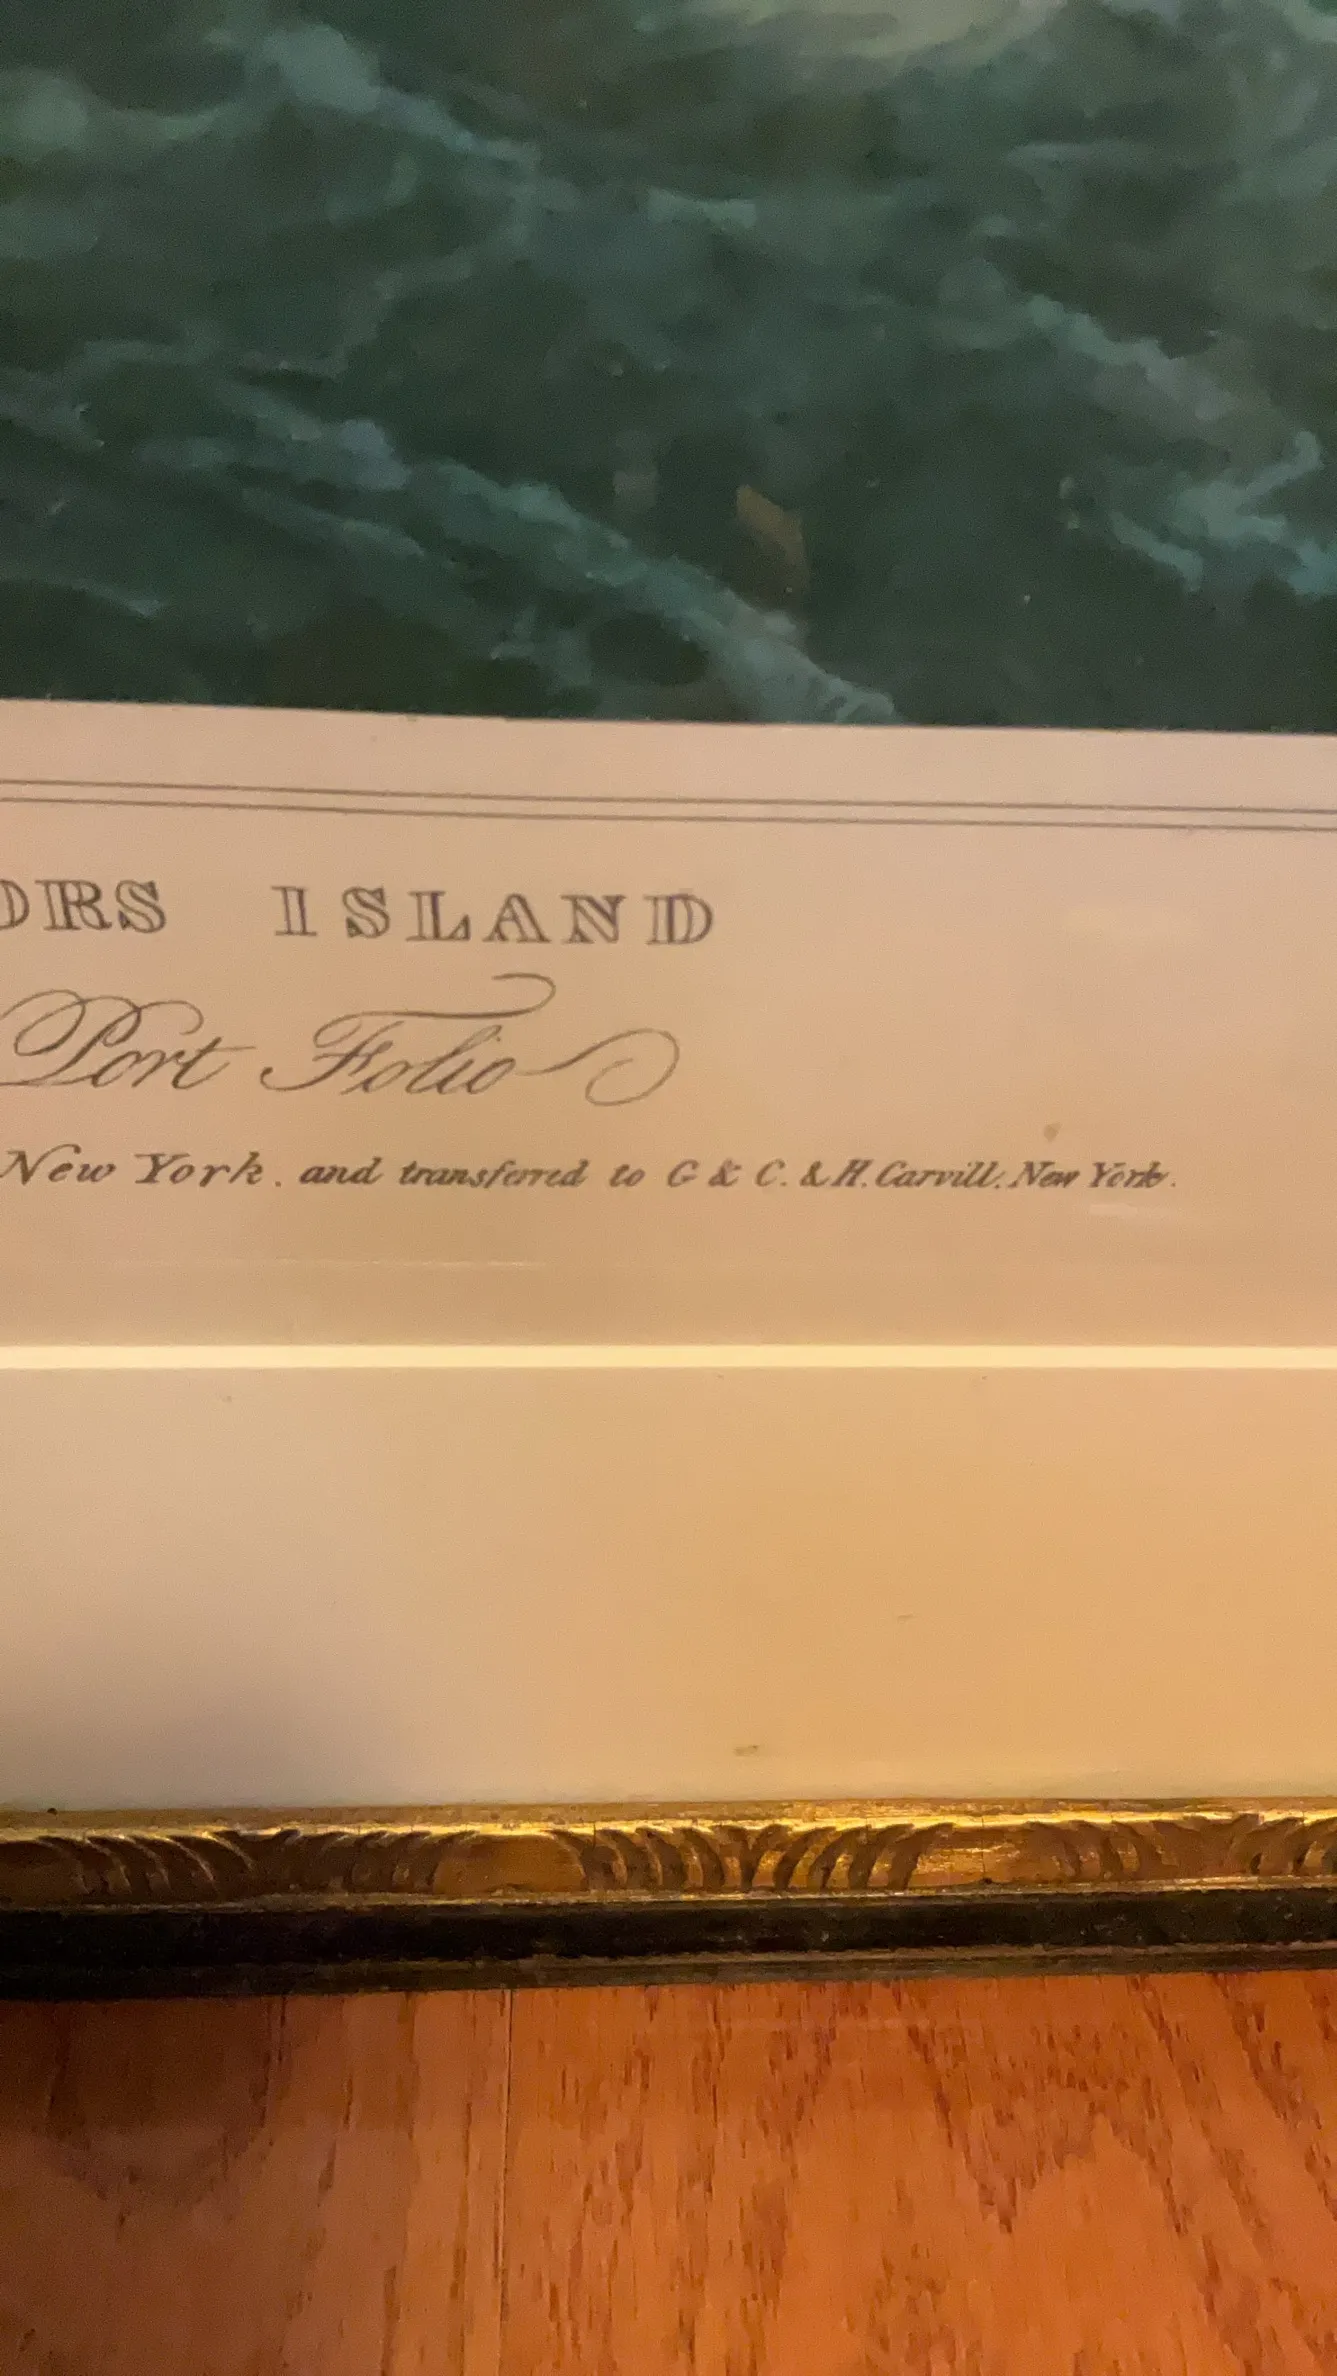 ORS ISLAND
Port Folio
New York. and transferred to G & C. & H. Carvill. New York.